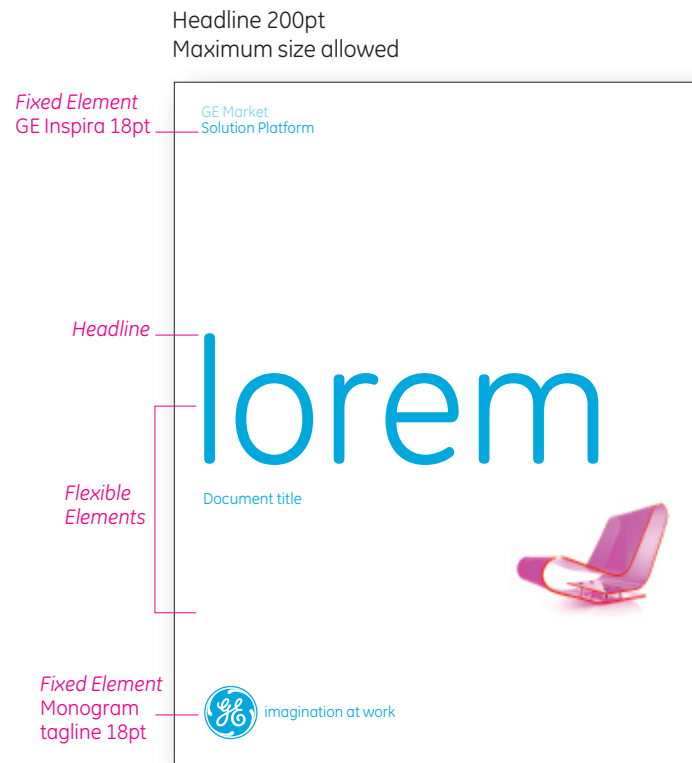 Headline 200pt
Maximum size allowed
Fixed Element
GE Inspira 18pt
GE Market
Solution Platform
Headline
lorem
Flexible
Elements
Document title
Fixed Element
Monogram
tagline 18pt
GE
imagination at work